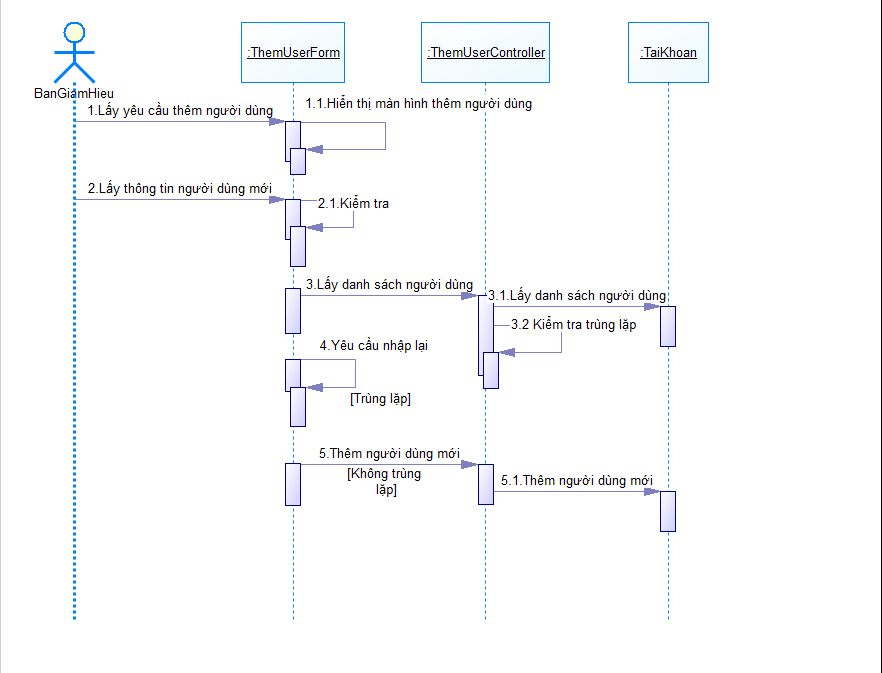 :ThemUserForm
:ThemUserController
:TaiKhoan
BanGiamHieu
1.Lấy yêu cầu thêm người dùng
1.1.Hiển thị màn hình thêm người dùng
2.Lấy thông tin người dùng mới
2.1.Kiểm tra
3.Lấy danh sách người dùng
3.1.Lấy danh sách người dùng
3.2 Kiểm tra trùng lặp
4.Yêu cầu nhập lại
[Trùng lặp]
5.Thêm người dùng mới
[Không trùng
lặp]
5.1.Thêm người dùng mới